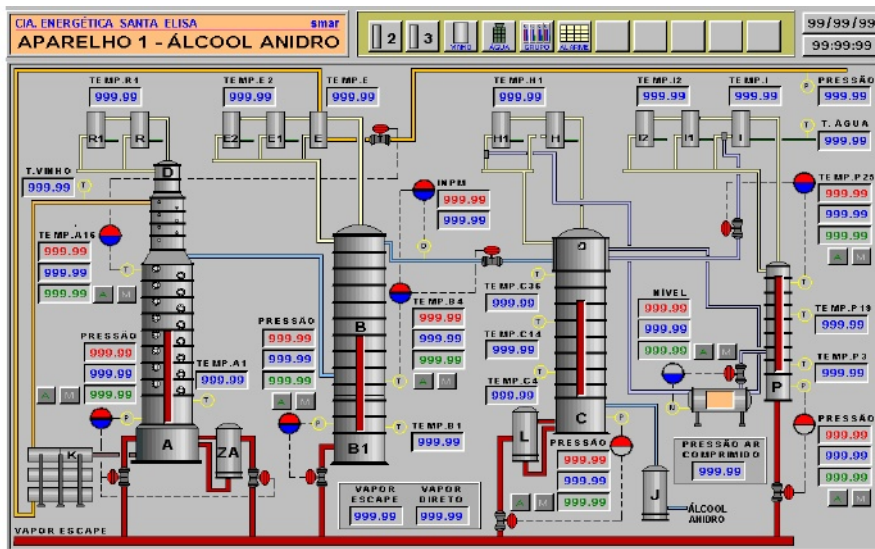 CIA. ENERGÉTICA SANTA ELISA smar
APARELHO 1 - ÁLCOOL ANIDRO
2
3
VINHO
ÁGUA
GRUPO
ALARME
99/99/99
99:99:99
TEMP.R1
999.99
TEMP.E2
999.99
TEMP.E
999.99
TEMP.H1
999.99
TEMP.I2
999.99
TEMP.I
999.99
P
PRESSÃO
999.99
T
T. ÁGUA
999.99
R1
R
E2
E1
E
H1
H
I2
I1
I
T.VINHO
999.99
T
D
INPM
999.99
999.99
D
T
TEMP.P25
999.99
999.99
999.99
A M
TEMP.A16
999.99
999.99
999.99
A M
T
TEMP.C36
999.99
T
NÍVEL
999.99
999.99
999.99
A M
TEMP.P19
999.99
T
TEMP.B4
999.99
999.99
999.99
A M
T
TEMP.C14
999.99
T
PRESSÃO
999.99
999.99
999.99
A M
B
PRESSÃO
999.99
999.99
999.99
A M
TEMP.A1
999.99
T
TEMP.C4
999.99
T
TEMP.P3
999.99
T
P
P
N
A
ZA
P
P
B1
TEMP.B1
999.99
T
L
C
P
PRESSÃO
999.99
999.99
999.99
A M
PRESSÃO AR
COMPRIMIDO
999.99
PRESSÃO
999.99
999.99
999.99
A M
K
VAPOR
ESCAPE
999.99
VAPOR
DIRETO
999.99
J
ÁLCOOL
ANIDRO
VAPOR ESCAPE